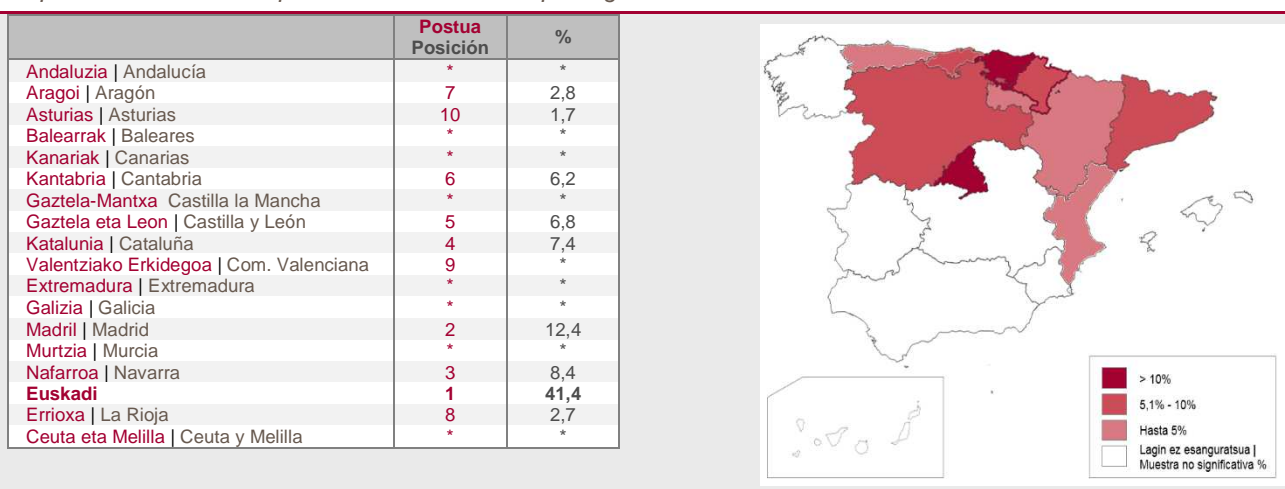 Postua
Posición
%
Andaluzia | Andalucía * *
Aragoi | Aragón 7 2,8
Asturias | Asturias 10 1,7
Balearrak | Baleares * *
Kanariak | Canarias * *
Kantabria | Cantabria 6 6,2
Gaztela-Mantxa Castilla la Mancha * *
Gaztela eta Leon | Castilla y León 5 6,8
Katalunia | Cataluña 4 7,4
Valentziako Erkidegoa | Com. Valenciana 9 *
Extremadura | Extremadura * *
Galizia | Galicia * *
Madril | Madrid 2 12,4
Murtzia | Murcia * *
Nafarroa | Navarra 3 8,4
Euskadi 1 41,4
Errioxa | La Rioja 8 2,7
Ceuta eta Melilla | Ceuta y Melilla * *
> 10%
5,1% - 10%
Hasta 5%
Lagin ez esanguratsua |
Muestra no significativa %